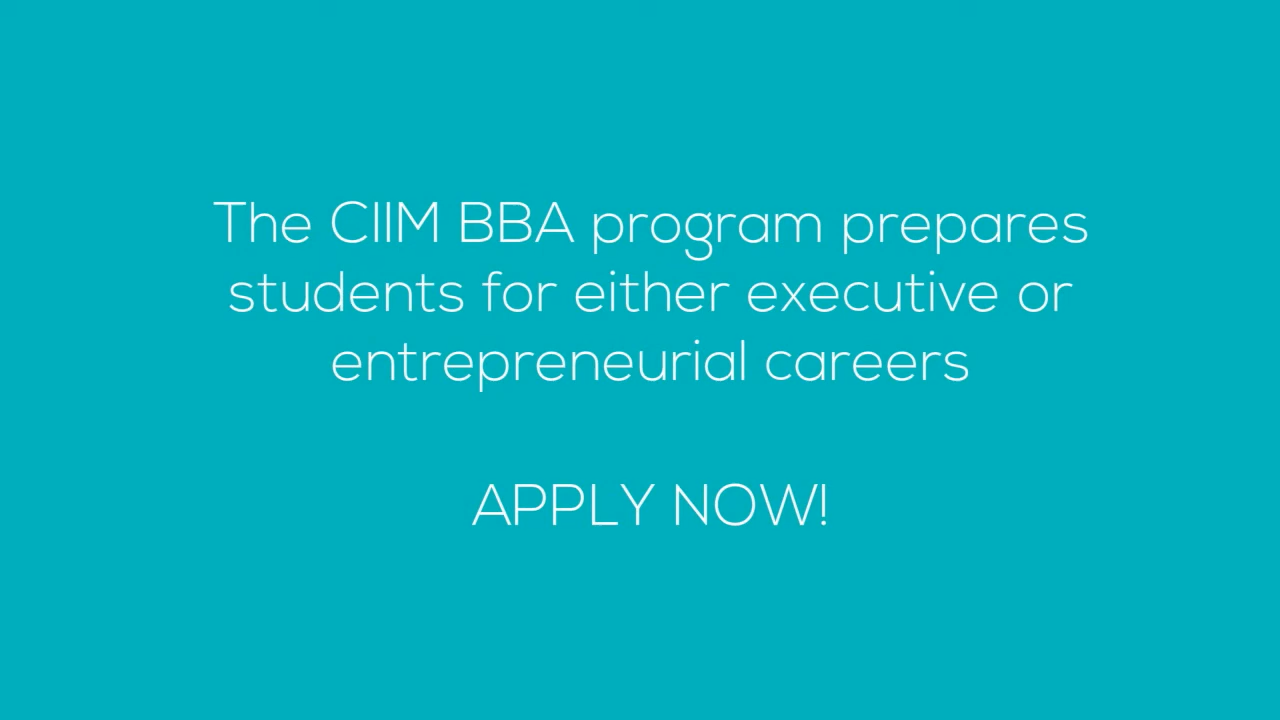 The CIIM BBA program prepares
students for either executive or
entrepreneurial careers
APPLY NOW!